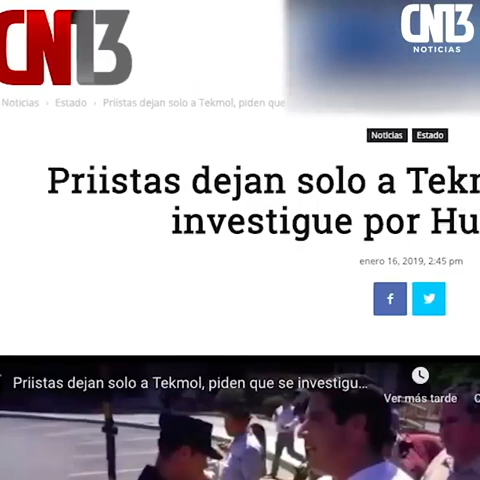 CN13
CN13
NOTICIAS
Noticias › Estado › Priistas dejan solo a Tekmol, piden que
Noticias Estado
Priistas dejan solo a Tek
investigue por Hu
enero 16, 2019, 2:45 pm
Priistas dejan solo a Tekmol, piden que se investigu...
Ver más tarde